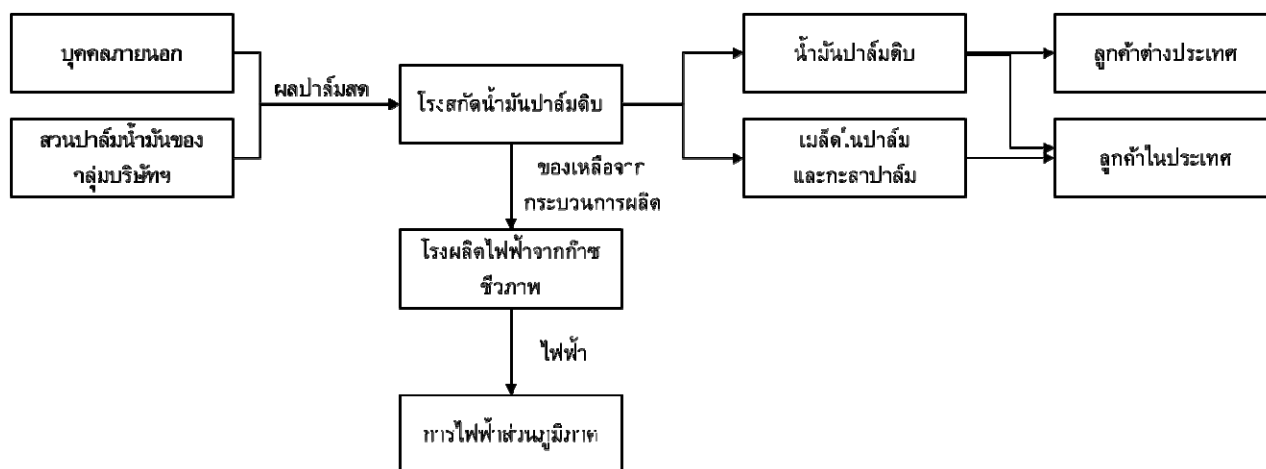 บุคคลภายนอก
ผลปาล์มสด
สวนปาล์มน้ำมันของ
กลุ่มบริษัทฯ
โรงสกัดน้ำมันปาล์มดิบ
น้ำมันปาล์มดิบ
ลูกค้าต่างประเทศ
เมล็ดในปาล์ม
และกะลาปาล์ม
ลูกค้าในประเทศ
ของเหลือจาก
กระบวนการผลิต
โรงผลิตไฟฟ้าจากก๊าซ
ชีวภาพ
ไฟฟ้า
การไฟฟ้าส่วนภูมิภาค